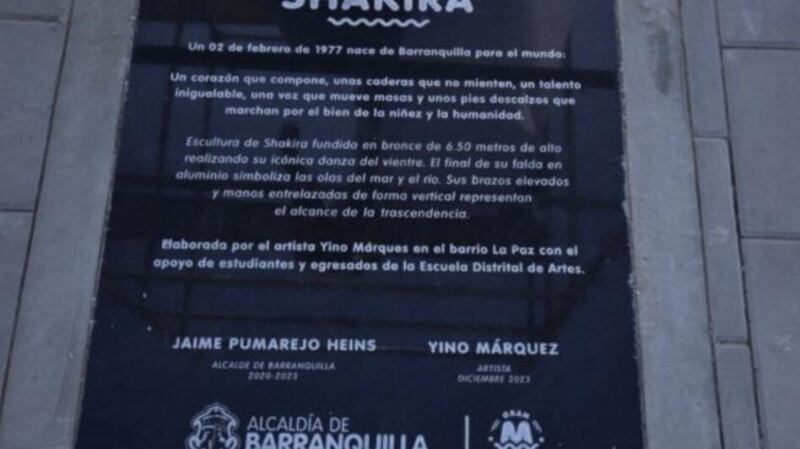 SHAKIRA
Un 02 de febrero de 1977 nace de Barranquilla para el mundo:
Un corazón que compone, unas caderas que no mienten, un talento
inigualable, una voz que mueve masas y unos pies descalzos que
marchan por el bien de la niñez y la humanidad.
Escultura de Shakira fundida en bronce de 6.50 metros de alto
realizando su icónica danza del vientre. El final de su falda en
aluminio simboliza las olas del mar y el río. Sus brazos elevados
y manos entrelazadas de forma vertical representan
el alcance de la trascendencia.
Elaborada por el artista Yino Márques en el barrio La Paz con el
apoyo de estudiantes y egresados de la Escuela Distrital de Artes.
JAIME PUMAREJO HEINS
ALCALDE DE BARRANQUILLA
2020-2023
YINO MÁRQUEZ
ARTISTA
DICIEMBRE 2023
ALCALDÍA DE
BARRANQUILLA
GRAN
M